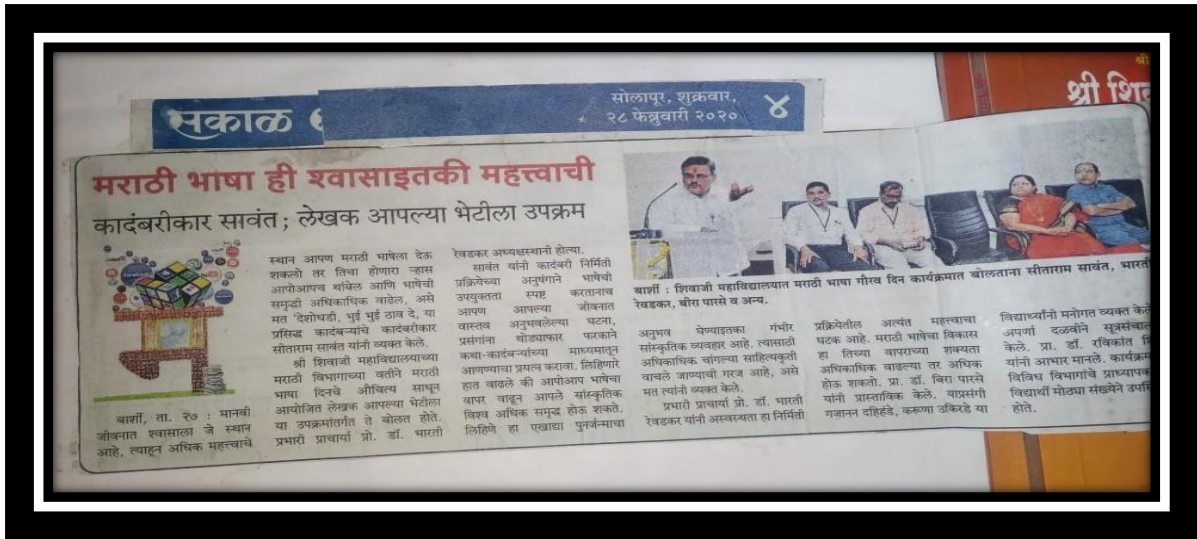 सकाळ
सोलापूर, शुक्रवार,
२८ फेब्रुवारी २०२०
४
श्री
श्री शिव
मराठी भाषा ही श्वासाइतकी महत्त्वाची
कादंबरीकार सावंत; लेखक आपल्या भेटीला उपक्रम
बार्शी, ता. २७ : मानवी
जीवनात श्वासाला जे स्थान
आहे, त्याहून अधिक महत्त्वाचे
स्थान आपण मराठी भाषेला देऊ
शकलो तर तिचा होणारा ऱ्हास
आपोआपच थांबेल आणि भाषेची
समृद्धी अधिकाधिक वाढेल, असे
मत 'देशोधडी, भुई भुई ठाव दे, या
प्रसिद्ध कादंबऱ्यांचे कादंबरीकार
सीताराम सावंत यांनी व्यक्त केले.
श्री शिवाजी महाविद्यालयाच्या
मराठी विभागाच्या वतीने मराठी
भाषा दिनचे औचित्य साधून
आयोजित लेखक आपल्या भेटीला
या उपक्रमांतर्गत ते बोलत होते.
प्रभारी प्राचार्या प्रो. डॉ. भारती
रेवडकर अध्यक्षस्थानी होत्या.
सावंत यांनी कादंबरी निर्मिती
प्रक्रियेच्या अनुषंगाने भाषेची
उपयुक्तता स्पष्ट करतानाच
आपण आपल्या जीवनात
वास्तव अनुभवलेल्या घटना,
प्रसंगांना थोड्याफार फरकाने
कथा-कादंबऱ्यांच्या माध्यमातून
आणण्याचा प्रयत्न करावा. लिहिणारे
हात वाढले की आपोआप भाषेचा
वापर वाढून आपले सांस्कृतिक
विश्व अधिक समृद्ध होऊ शकते.
लिहिणे हा एखाद्या पुनर्जन्माचा
बार्शी : शिवाजी महाविद्यालयात मराठी भाषा गौरव दिन कार्यक्रमात बोलताना सीताराम सावंत, भारती
रेवडकर, बीरा पारसे व अन्य.
अनुभव घेण्याइतका गंभीर
सांस्कृतिक व्यवहार आहे. त्यासाठी
अधिकाधिक चांगल्या साहित्यकृती
वाचले जाण्याची गरज आहे, असे
मत त्यांनी व्यक्त केले.
प्रभारी प्राचार्या प्रो. डॉ. भारती
रेवडकर यांनी अस्वस्थता हा निर्मिती
प्रक्रियेतील अत्यंत महत्त्वाचा
घटक आहे. मराठी भाषेचा विकास
हा तिच्या वापराच्या शक्यता
अधिकाधिक वाढल्या तर अधिक
होऊ शकतो. प्रा. डॉ. बिरा पारसे
यांनी प्रास्ताविक केले. याप्रसंगी
गजानन दहिहंडे, करूणा उकिरडे या
विद्यार्थ्यांनी मनोगत व्यक्त केले
अपर्णा दळवीने सूत्रसंचाल
केले. प्रा. डॉ. रविकांत शि
यांनी आभार मानले. कार्यक्रम
विविध विभागांचे प्राध्यापक
विद्यार्थी मोठ्या संख्येने उपस्
होते.